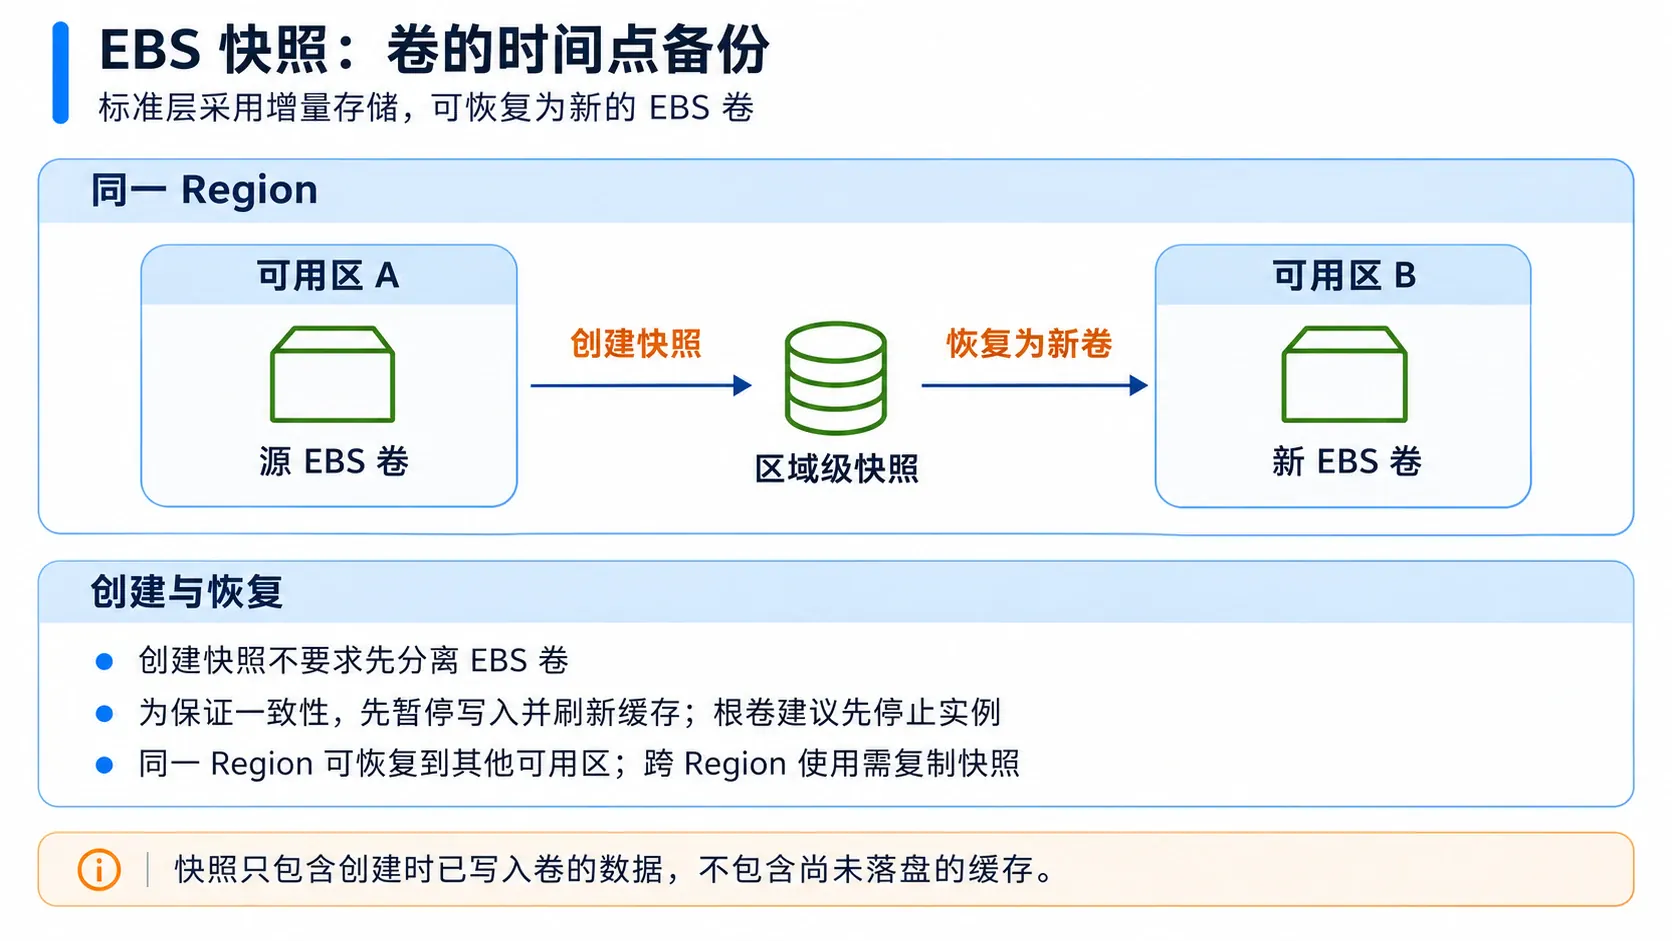 EBS 快照：卷的时间点备份
标准层采用增量存储，可恢复为新的 EBS 卷
同一 Region
可用区 A
源 EBS 卷
创建快照
区域级快照
恢复为新卷
可用区 B
新 EBS 卷
创建与恢复
创建快照不要求先分离 EBS 卷
为保证一致性，先暂停写入并刷新缓存；根卷建议先停止实例
同一 Region 可恢复到其他可用区；跨 Region 使用需复制快照
快照只包含创建时已写入卷的数据，不包含尚未落盘的缓存。